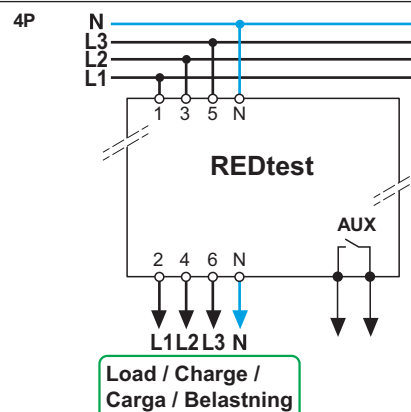 4P
N
L3
L2
L1
1 3 5 N
REDtest
AUX
2 4 6 N
L1 L2 L3 N
Load / Charge /
Carga / Belastning